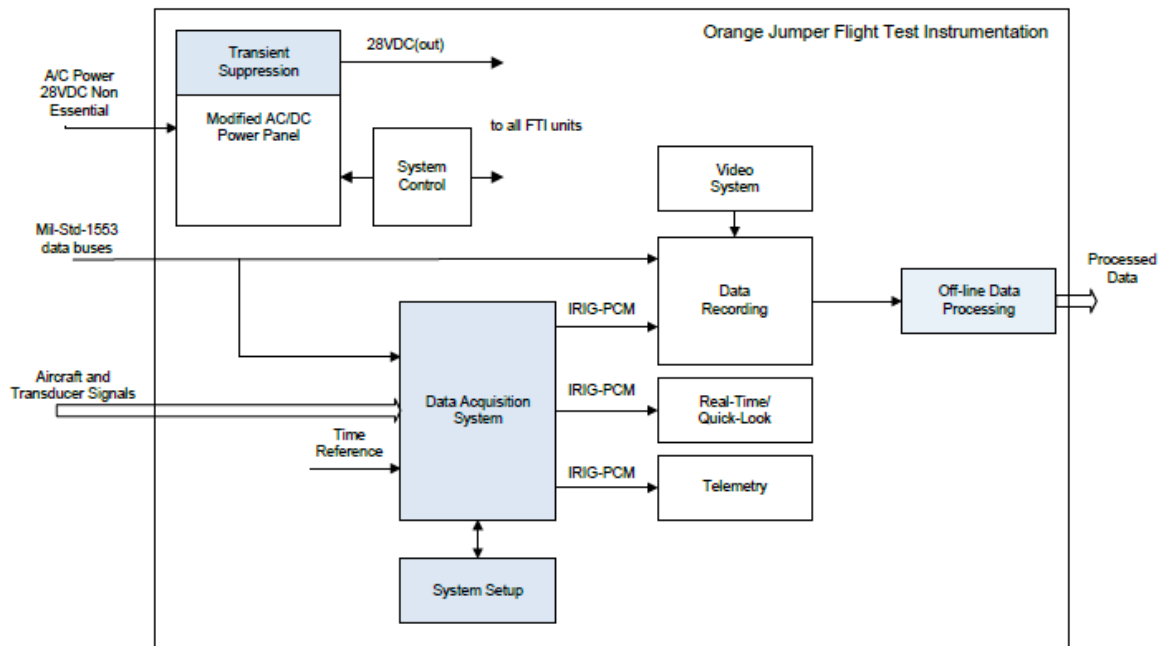 Orange Jumper Flight Test Instrumentation
Transient
Suppression
28VDC(out)
A/C Power
28VDC Non
Essential
Modified AC/DC
Power Panel
to all FTI units
System
Control
Video
System
Mil-Std-1553
data buses
Processed
Data
Data
Recording
Off-line Data
Processing
IRIG-PCM
Aircraft and
Transducer Signals
Data Acquisition
System
IRIG-PCM
Real-Time/
Quick-Look
Time
Reference
IRIG-PCM
Telemetry
System Setup